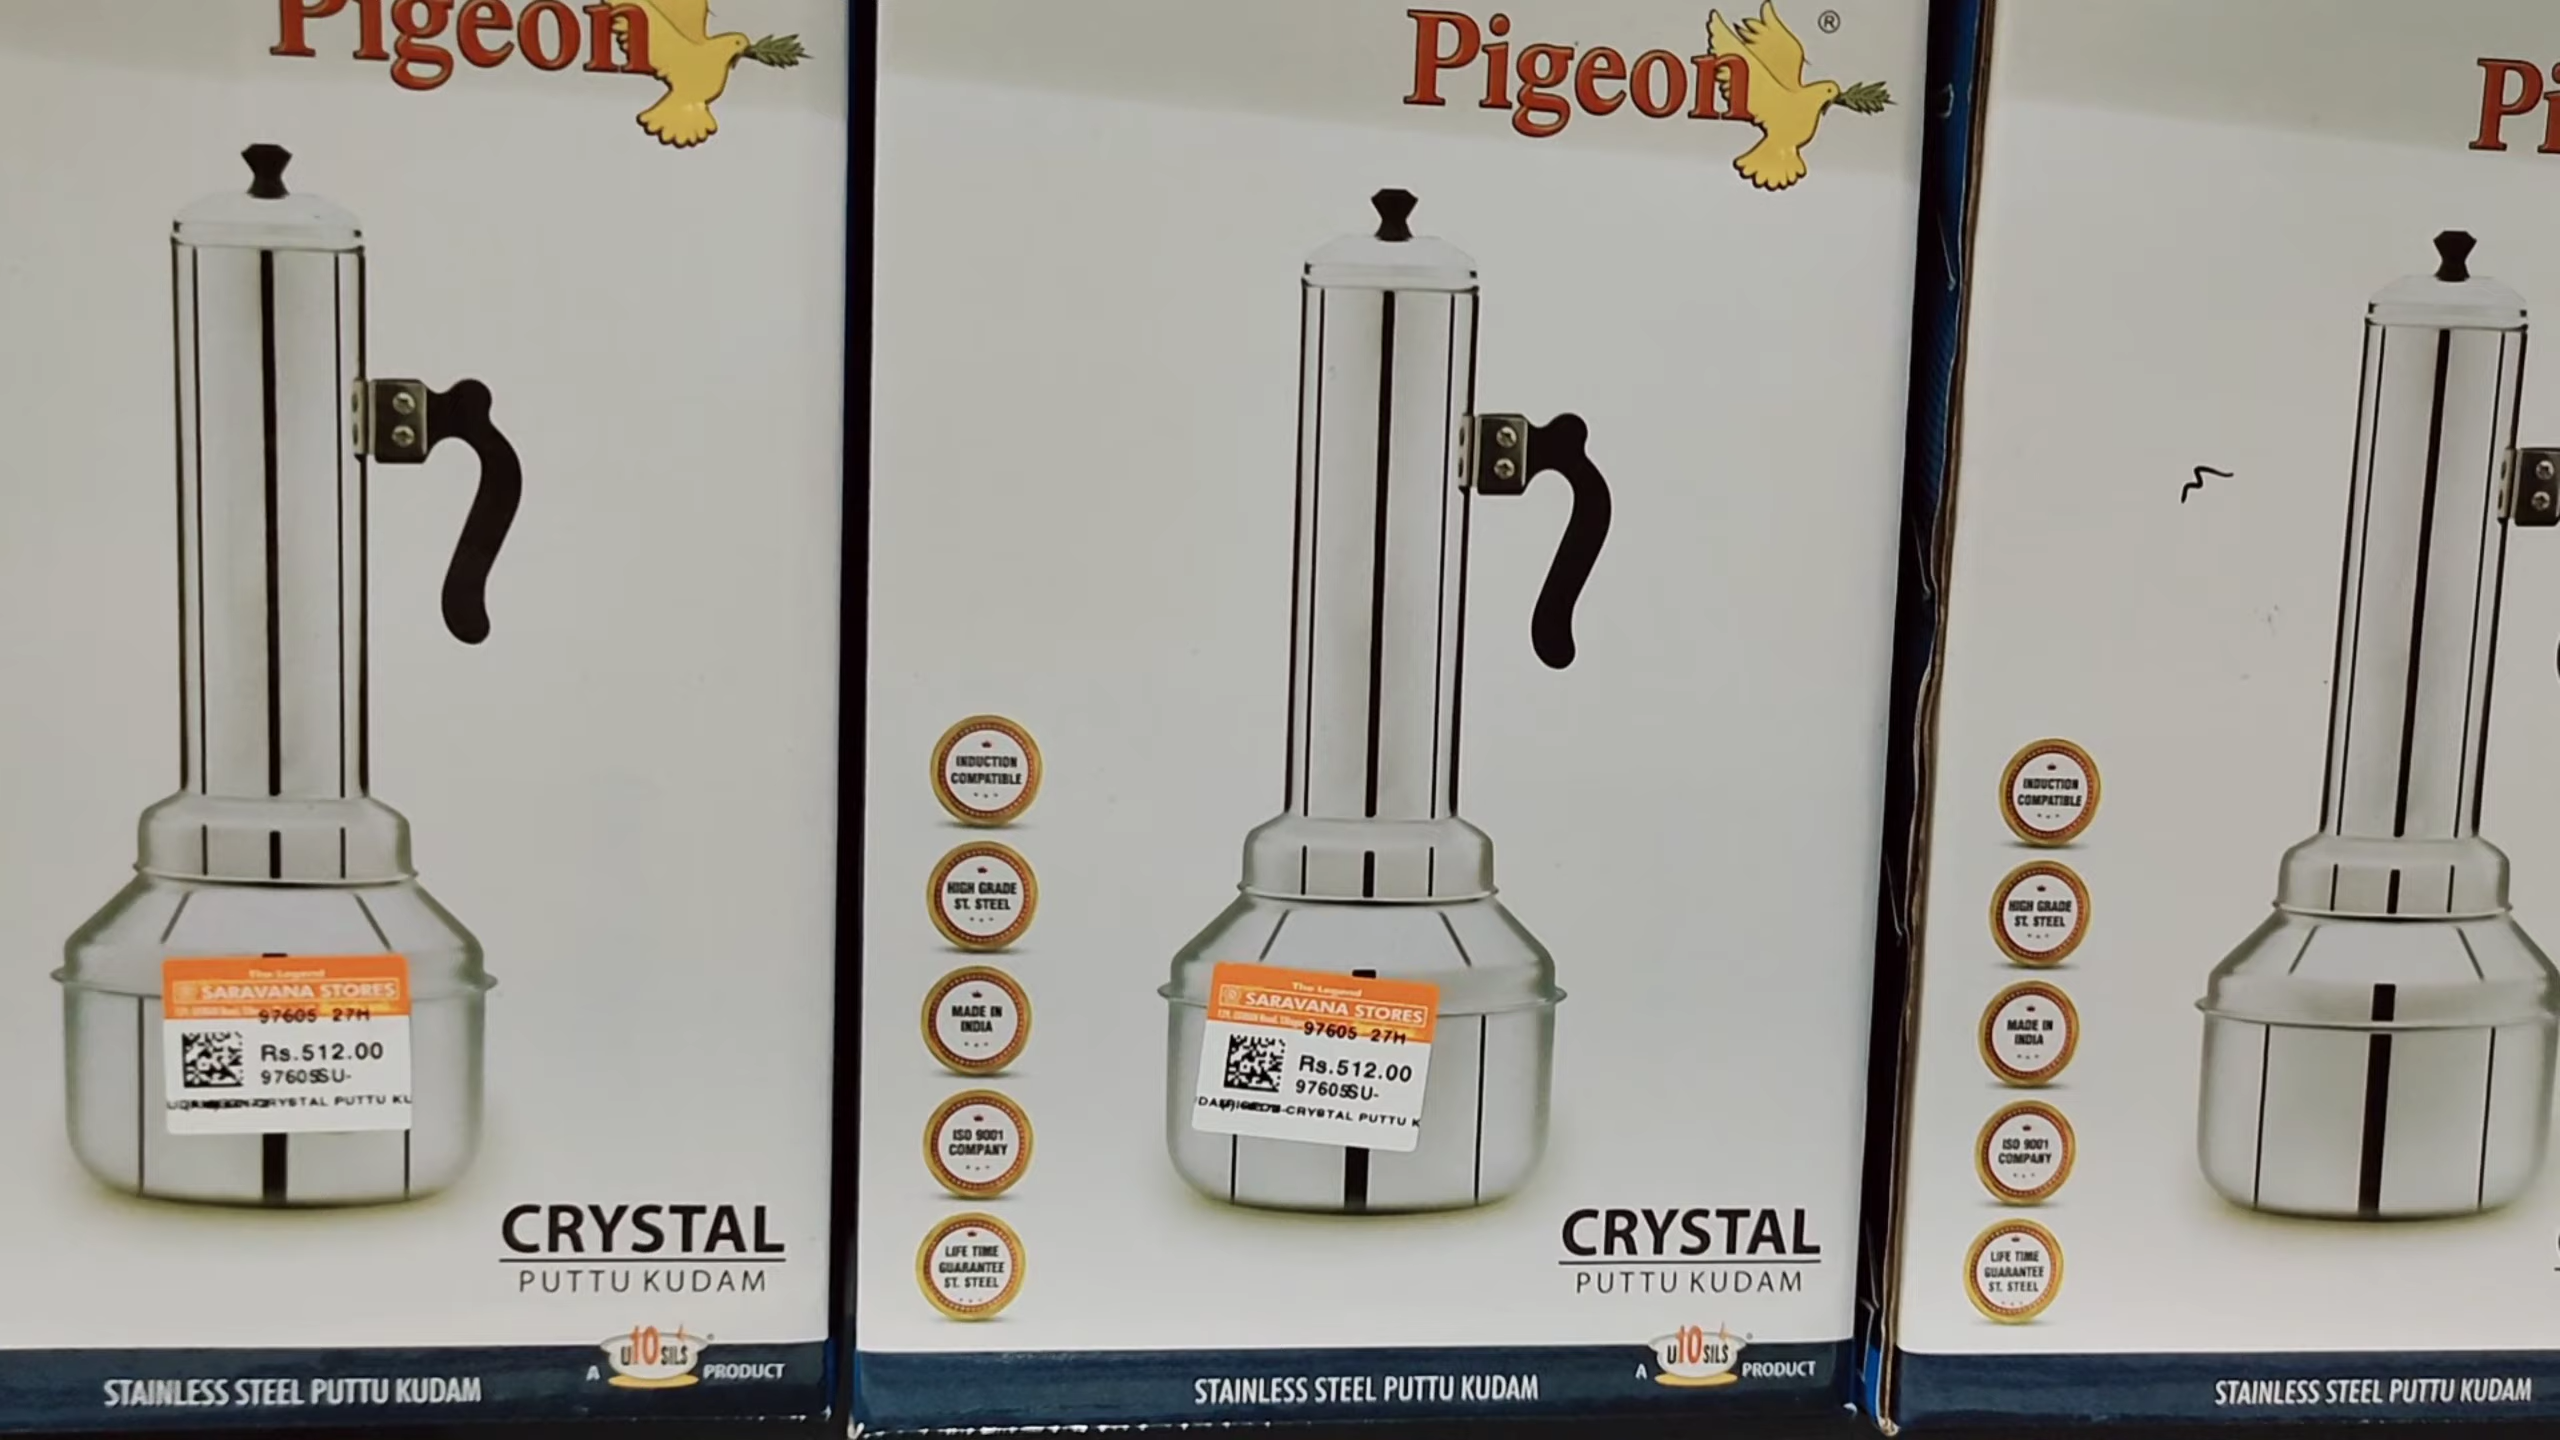 Pigeon
The Legend
SARAVANA STORES
97605 27H
Rs.512.00
97605SU-
CRYSTAL PUTTU KU
CRYSTAL
PUTTU KUDAM
A U10SILS PRODUCT
STAINLESS STEEL PUTTU KUDAM
Pigeon ®
INDUCTION
COMPATIBLE
HIGH GRADE
ST. STEEL
MADE IN
INDIA
ISO 9001
COMPANY
LIFE TIME
GUARANTEE
ST. STEEL
The Legend
SARAVANA STORES
97605 27H
Rs.512.00
97605SU-
-CRYSTAL PUTTU K
CRYSTAL
PUTTU KUDAM
A U10SILS PRODUCT
STAINLESS STEEL PUTTU KUDAM
Pi
INDUCTION
COMPATIBLE
HIGH GRADE
ST. STEEL
MADE IN
INDIA
ISO 9001
COMPANY
LIFE TIME
GUARANTEE
ST. STEEL
STAINLESS STEEL PUTTU KUDAM